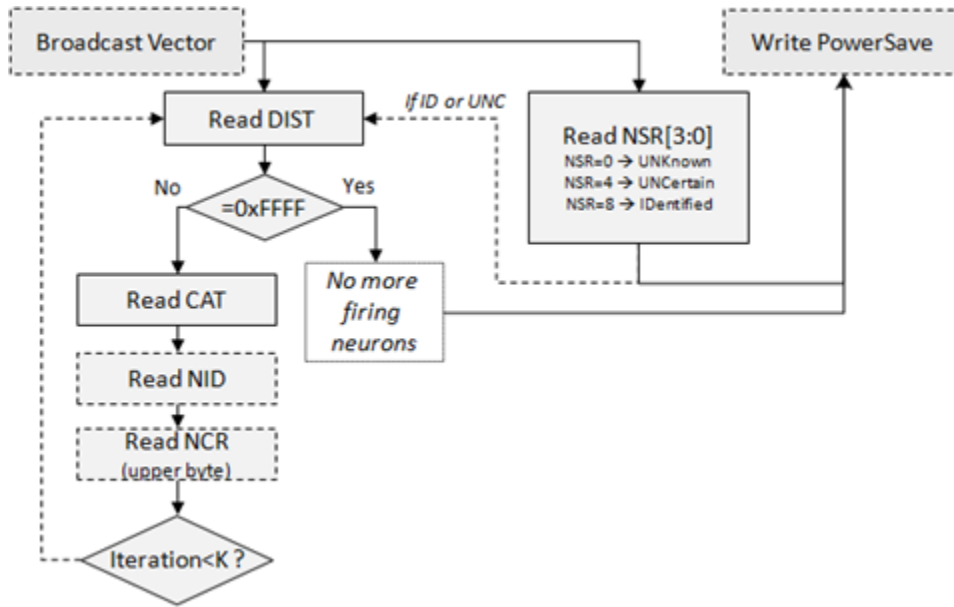 Broadcast Vector
Write PowerSave
Read DIST
If ID or UNC
Read NSR[3:0]
NSR=0 → UNKnown
NSR=4 → UNCertain
NSR=8 → IDentified
No
Yes
=0xFFFF
Read CAT
No more
firing
neurons
Read NID
Read NCR
(upper byte)
Iteration<K ?